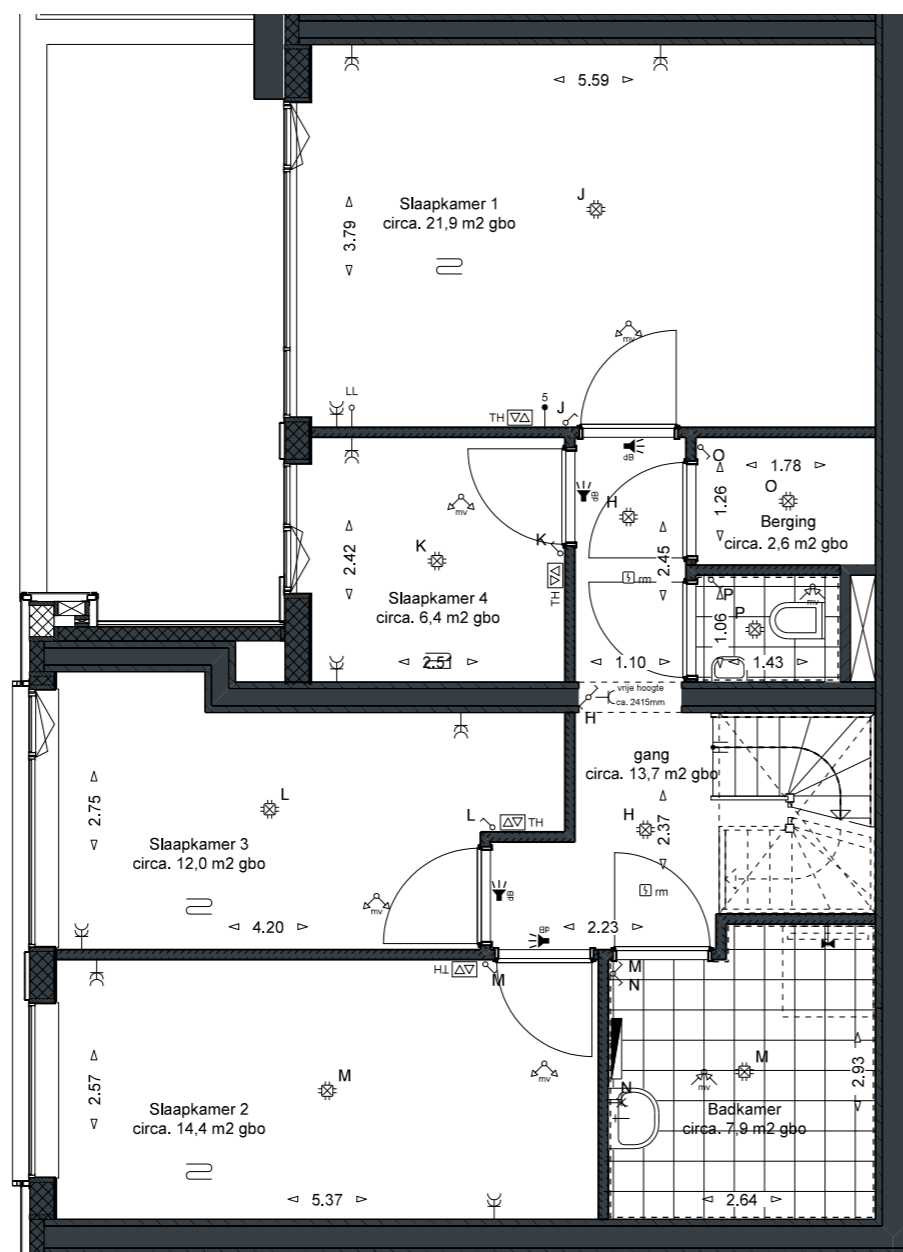 5.59
J
Slaapkamer 1
circa. 21,9 m2 gbo
3.79
mv
LL
5
TH
J
dB
O
1.78
dB
H
1.26
O
mv
Berging
K
K
2.42
2.45
circa. 2,6 m2 gbo
TH
rm
Slaapkamer 4
circa. 6,4 m2 gbo
P
mv
P
1.06
2.51
1.10
1.43
vrije hoogte
ca. 2415mm
H
gang
circa. 13,7 m2 gbo
L
2.75
L
TH
H
2.37
Slaapkamer 3
circa. 12,0 m2 gbo
rm
dB
mv
4.20
dB
2.23
TH
M
M
N
2.57
M
mv
M
mv
2.93
N
Slaapkamer 2
circa. 14,4 m2 gbo
Badkamer
circa. 7,9 m2 gbo
5.37
2.64